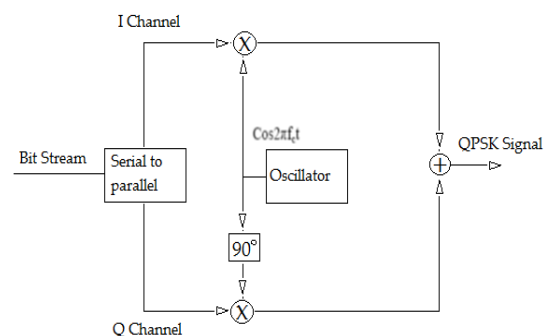 I Channel
X
Cos2πfct
Bit Stream
Serial to
parallel
Oscillator
QPSK Signal
+
90°
X
Q Channel